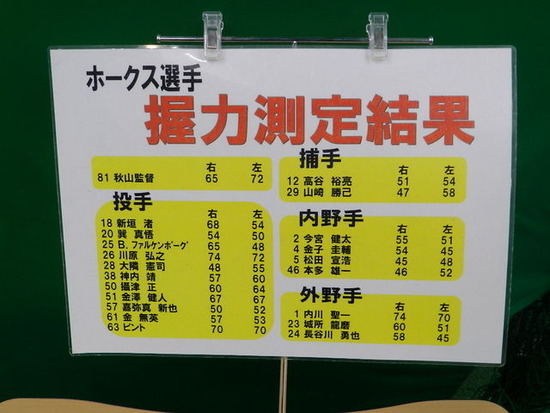 ホークス選手
握力測定結果
右 左
81 秋山監督 65 72
投手
右 左
18 新垣 渚 68 54
20 巽 真悟 54 50
25 B. ファルケンボーグ 65 48
26 川原 弘之 74 72
28 大隣 憲司 48 55
38 神内 靖 57 60
50 攝津 正 60 64
51 金澤 健人 67 67
57 嘉弥真 新也 50 52
61 金 無英 57 53
63 ピント 70 70
捕手
右 左
12 高谷 裕亮 51 54
29 山崎 勝己 47 58
内野手
右 左
2 今宮 健太 55 51
4 金子 圭輔 54 45
5 松田 宣浩 45 48
46 本多 雄一 46 52
外野手
右 左
1 内川 聖一 74 70
23 城所 龍磨 60 51
24 長谷川 勇也 58 45